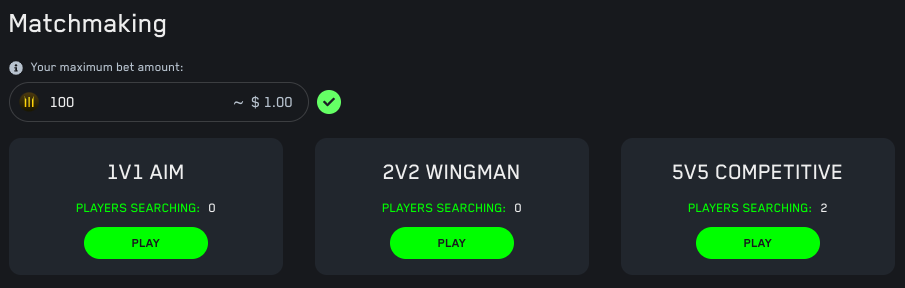 Matchmaking
Your maximum bet amount:
100 ~ $ 1.00
1V1 AIM
PLAYERS SEARCHING: 0
PLAY
2V2 WINGMAN
PLAYERS SEARCHING: 0
PLAY
5V5 COMPETITIVE
PLAYERS SEARCHING: 2
PLAY